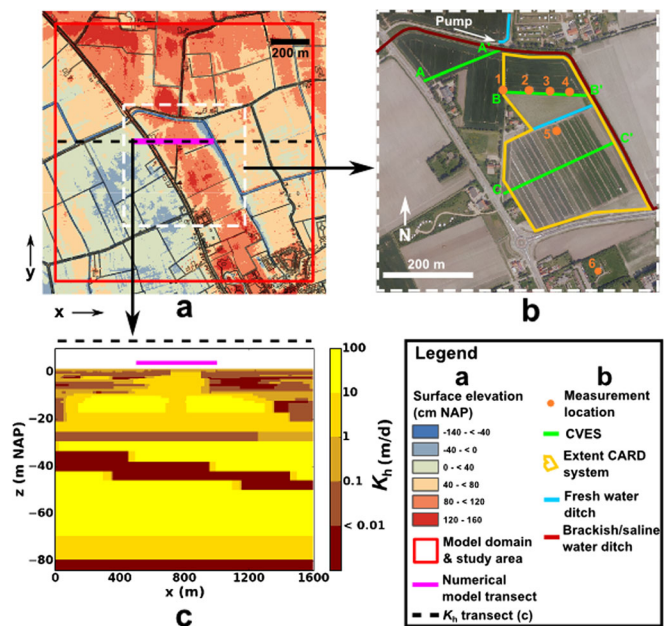 200 m
y
x
a
Pump
A
A'
1
2
3
4
B
B'
5
C'
C
N
200 m
6
b
0
−20
−40
−60
−80
z (m NAP)
0
400
800
1200
1600
x (m)
100
10
1
0.1
< 0.01
Kh (m/d)
c
Legend
a
Surface elevation
(cm NAP)
-140 - < -40
-40 - < 0
0 - < 40
40 - < 80
80 - < 120
120 - 160
Model domain
& study area
Numerical
model transect
Kh transect (c)
b
Measurement
location
CVES
Extent CARD
system
Fresh water
ditch
Brackish/saline
water ditch